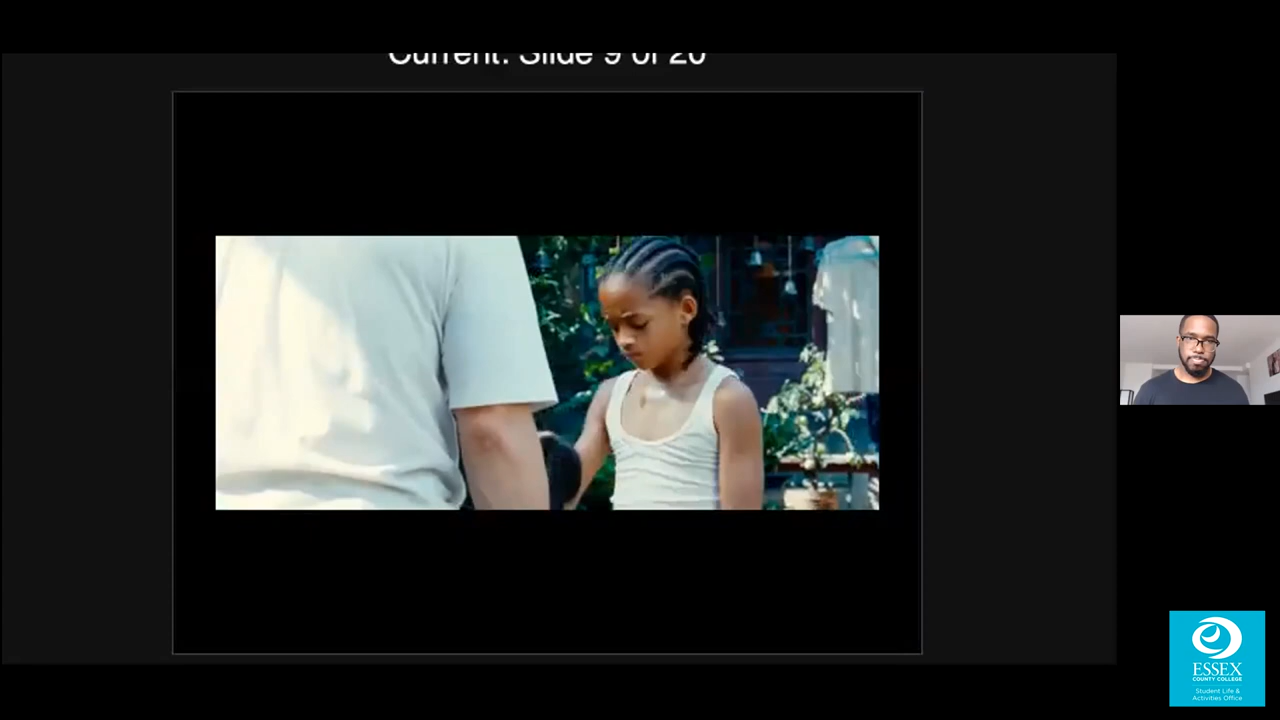 Current: Slide 9 of 20
ESSEX
COUNTY COLLEGE
Student Life &
Activities Office